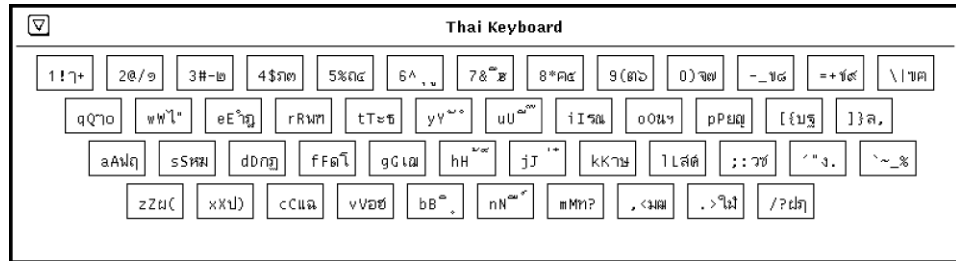 Thai Keyboard
1!ๅ+ 2@/๑ 3#-๒ 4$ภ๓ 5%ถ๔ 6^ุู 7&ึ฿ 8*ค๕ 9(ต๖ 0)จ๗ -_ข๘ =+ช๙ \|ฃฅ
qQๆ๐ wWไ" eEำฎ rRพฑ tTะธ yYัํ uUี๊ iIรณ oOนฯ pPยญ [{บฐ ]}ล,
aAฟฤ sSหฆ dDกฏ fFดโ gGเฌ hH้็ jJ่๋ kKาษ lLสศ ;:วซ ´"ง. `~_%
zZผ( xXป) cCแฉ vVอฮ bBิฺ nNื์ mMท? ,<มฒ .>ใฬ /?ฝฦ